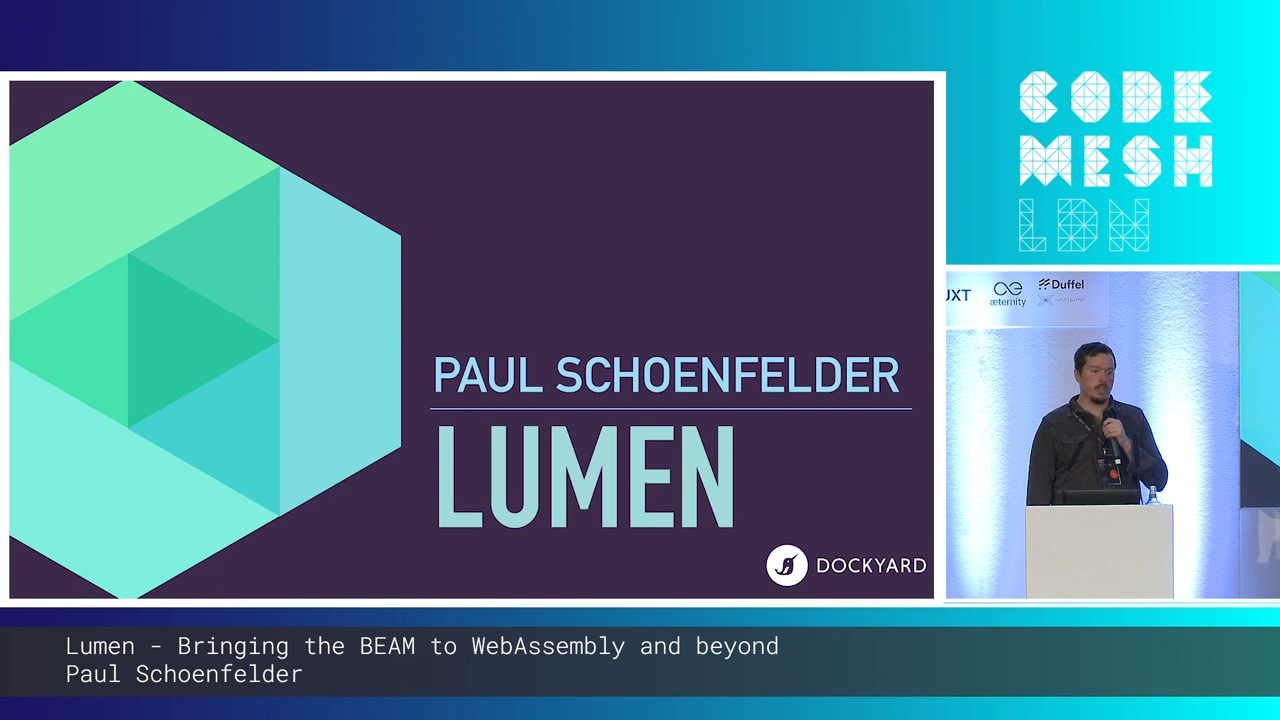 PAUL SCHOENFELDER
LUMEN
DOCKYARD
CODE
MESH
LDN
UXT
æternity
Duffel
Lumen - Bringing the BEAM to WebAssembly and beyond
Paul Schoenfelder